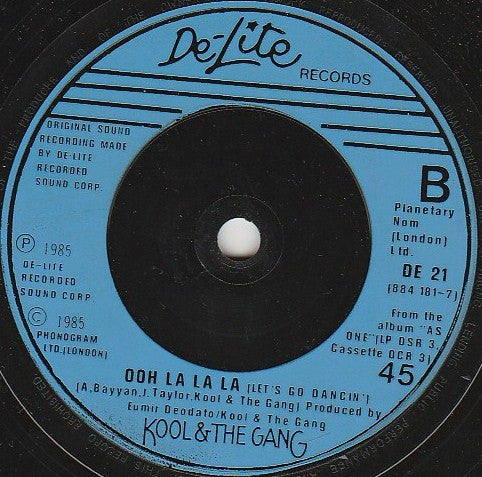 De-Lite
RECORDS
ORIGINAL SOUND
RECORDING MADE
BY DE-LITE
RECORDED
SOUND CORP.
B
Planetary
Nom
(London)
Ltd.
Ⓟ 1985
DE-LITE
RECORDED
SOUND CORP.
DE 21
(884 181-7)
© 1985
PHONOGRAM
LTD.(LONDON)
From the
album "AS
ONE"(LP DSR 3.
Cassette DCR 3)
45
OOH LA LA LA (LET'S GO DANCIN')
(A.Bayyan,J.Taylor,Kool & The Gang) Produced by
Eumir Deodato/Kool & The Gang
KOOL & THE GANG